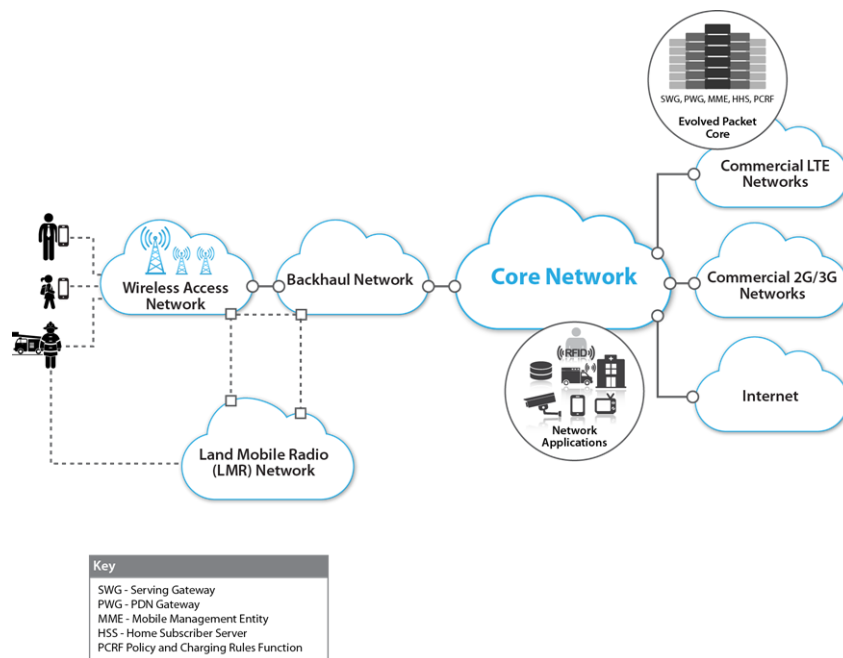 SWG, PWG, MME, HHS, PCRF
Evolved Packet
Core
Commercial LTE
Networks
Wireless Access
Network
Backhaul Network
Core Network
Commercial 2G/3G
Networks
RFID
Network
Applications
Internet
Land Mobile Radio
(LMR) Network
Key
SWG - Serving Gateway
PWG - PDN Gateway
MME - Mobile Management Entity
HSS - Home Subscriber Server
PCRF Policy and Charging Rules Function